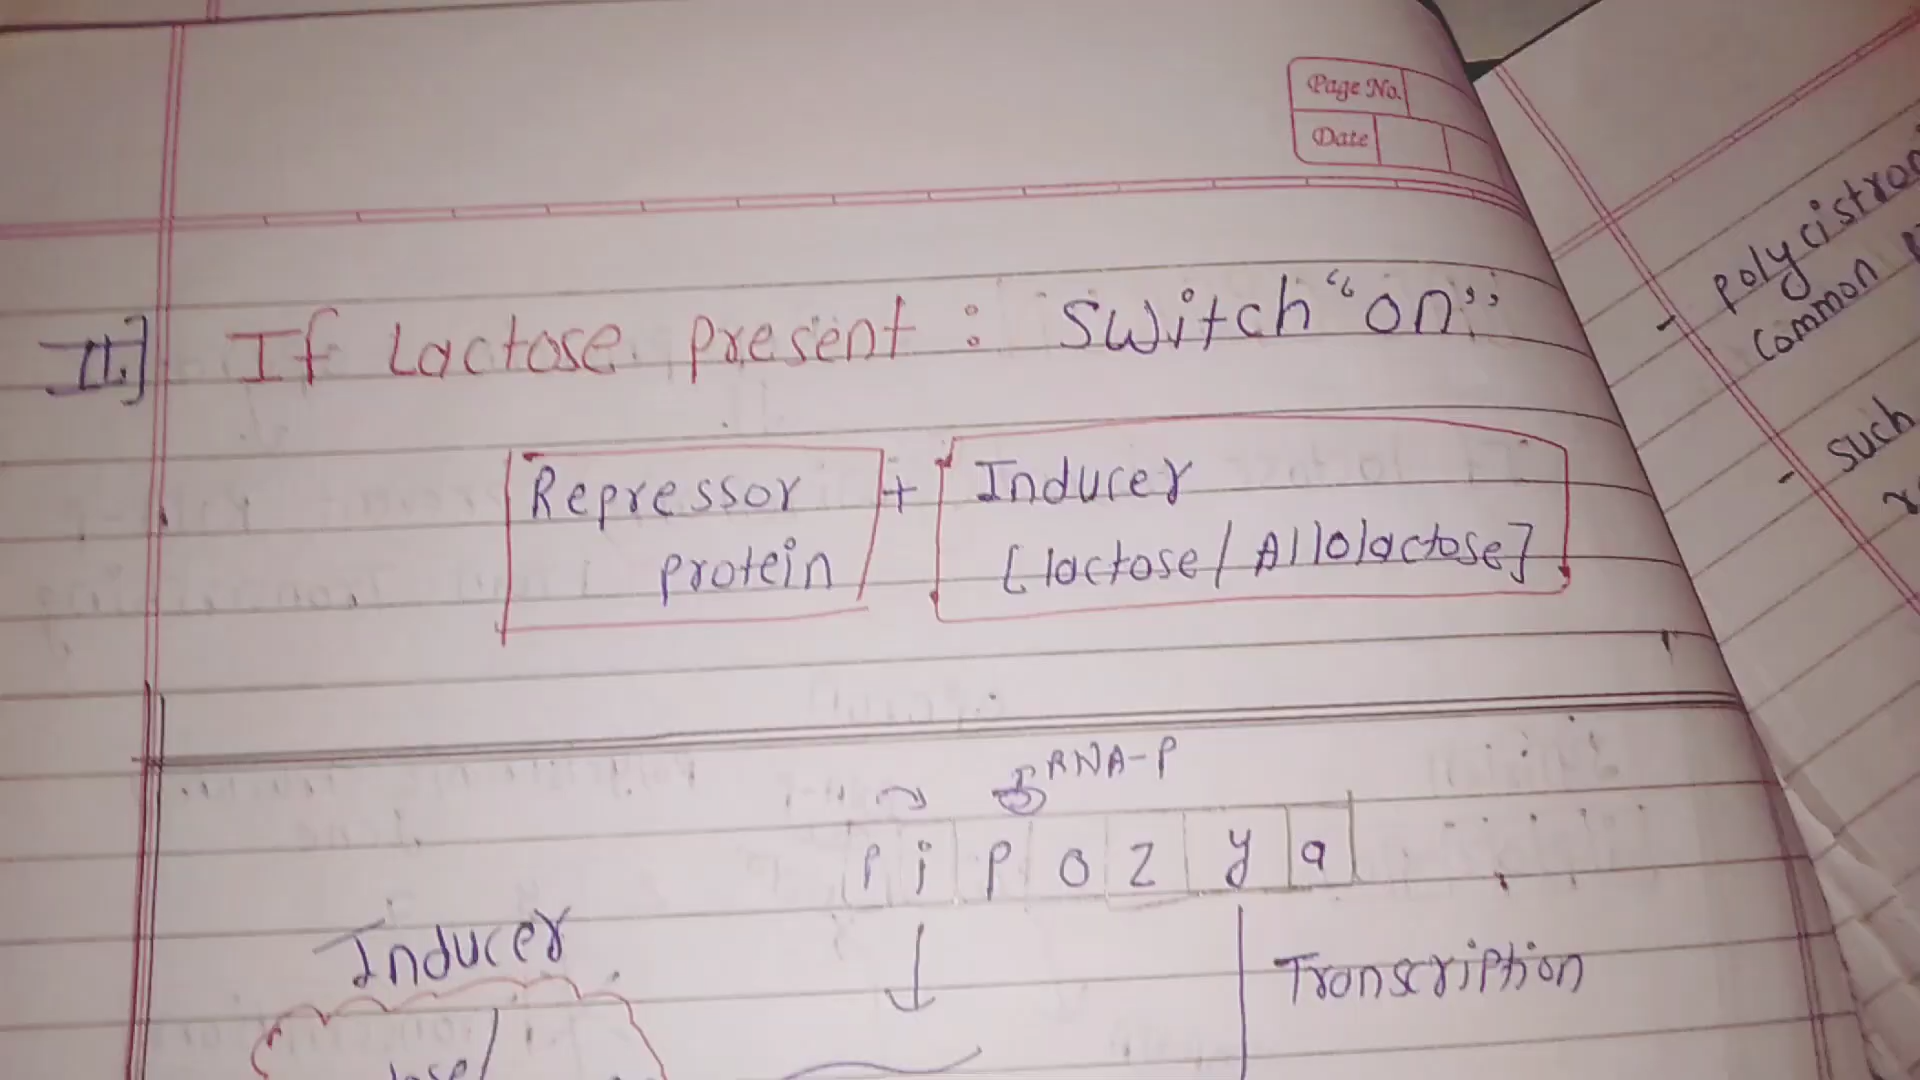 Page No.
Date
II.] If Lactose present : Switch "on"
Repressor protein + Inducer [lactose / Allolactose]
RNA-P
P i P o z y a
Inducer
Transcription
polycistron
common
such